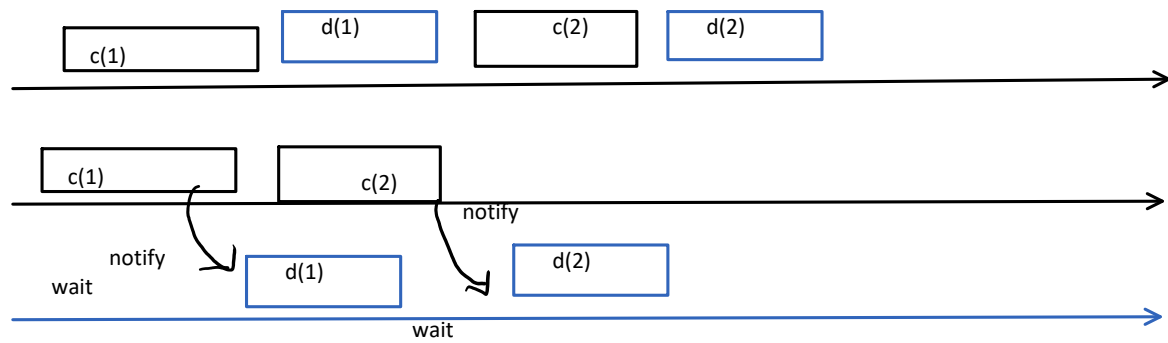 c(1) d(1) c(2) d(2)
c(1) c(2)
notify
notify
d(1) d(2)
wait
wait